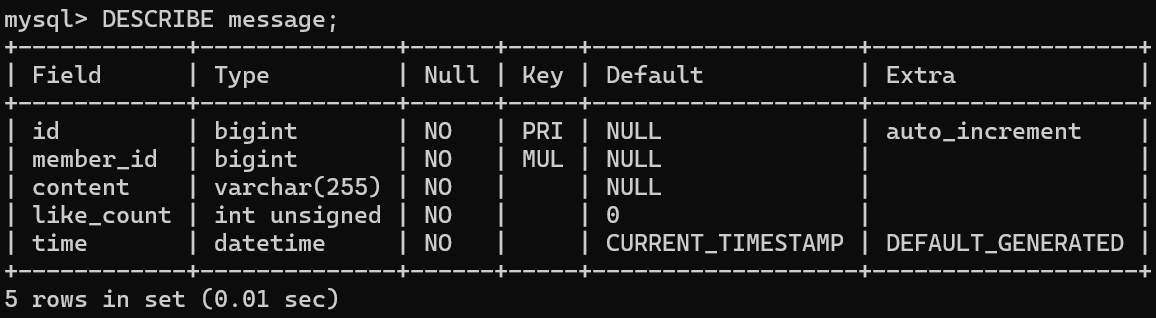 mysql> DESCRIBE message;
+------------+--------------+------+-----+-------------------+-------------------+
| Field      | Type         | Null | Key | Default           | Extra             |
+------------+--------------+------+-----+-------------------+-------------------+
| id         | bigint       | NO   | PRI | NULL              | auto_increment    |
| member_id  | bigint       | NO   | MUL | NULL              |                   |
| content    | varchar(255) | NO   |     | NULL              |                   |
| like_count | int unsigned | NO   |     | 0                 |                   |
| time       | datetime     | NO   |     | CURRENT_TIMESTAMP | DEFAULT_GENERATED |
+------------+--------------+------+-----+-------------------+-------------------+
5 rows in set (0.01 sec)